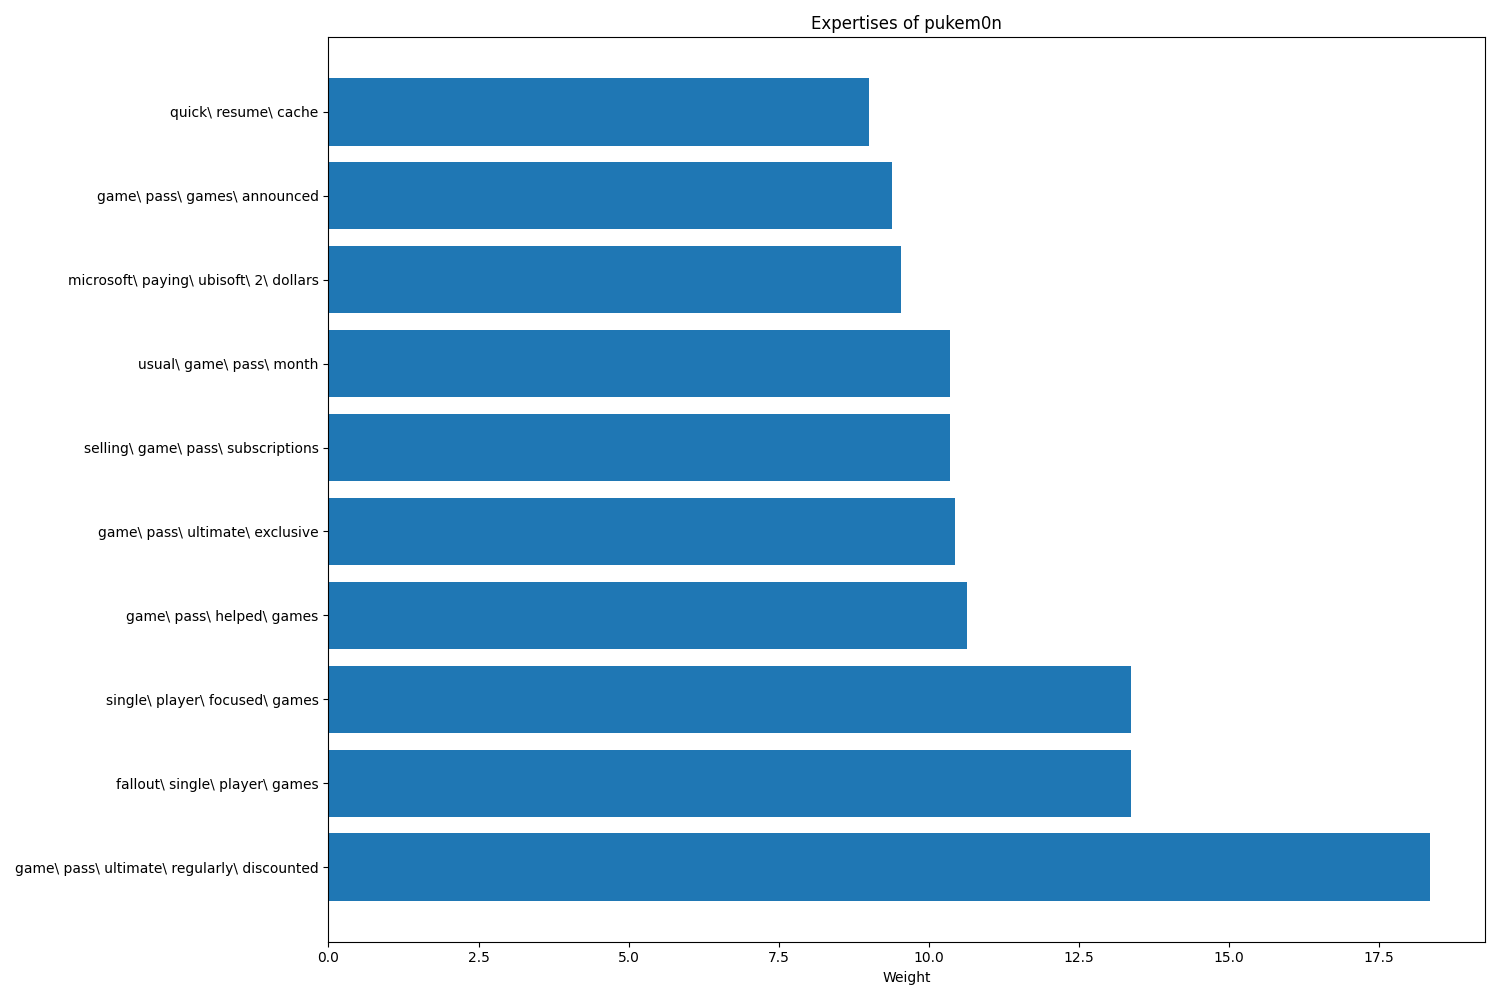 Expertises of pukem0n
quick\ resume\ cache
game\ pass\ games\ announced
microsoft\ paying\ ubisoft\ 2\ dollars
usual\ game\ pass\ month
selling\ game\ pass\ subscriptions
game\ pass\ ultimate\ exclusive
game\ pass\ helped\ games
single\ player\ focused\ games
fallout\ single\ player\ games
game\ pass\ ultimate\ regularly\ discounted
0.0 2.5 5.0 7.5 10.0 12.5 15.0 17.5
Weight